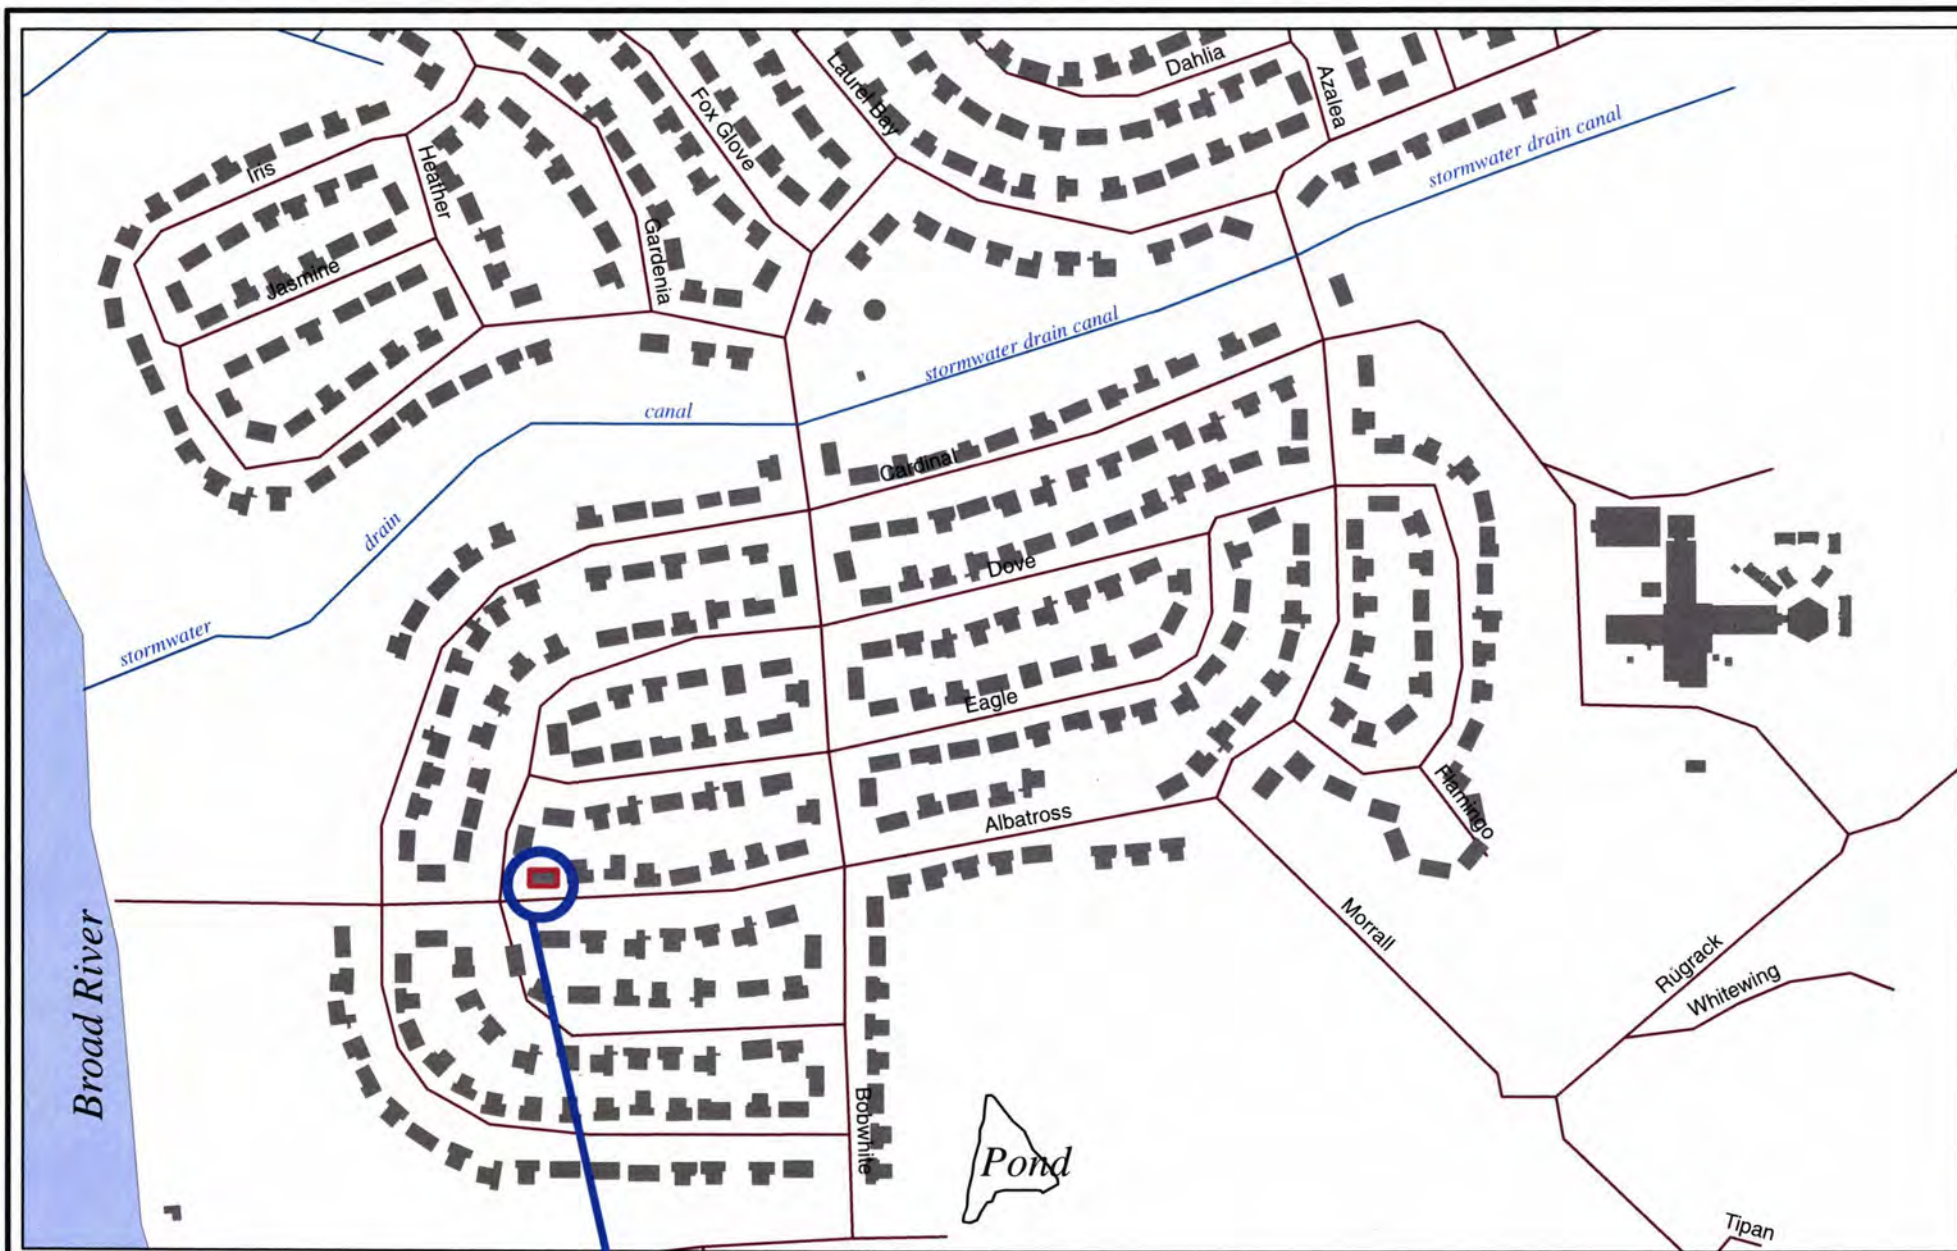 Dahlia
Laurel Bay
Azalea
Fox Glove
stormwater drain canal
Iris
Heather
Gardenia
Jasmine
stormwater drain canal
canal
Cardinal
drain
Dove
stormwater
Eagle
Flamingo
Albatross
Morrall
Broad River
Rugrack
Whitewing
Bobwhite
Pond
Tipan